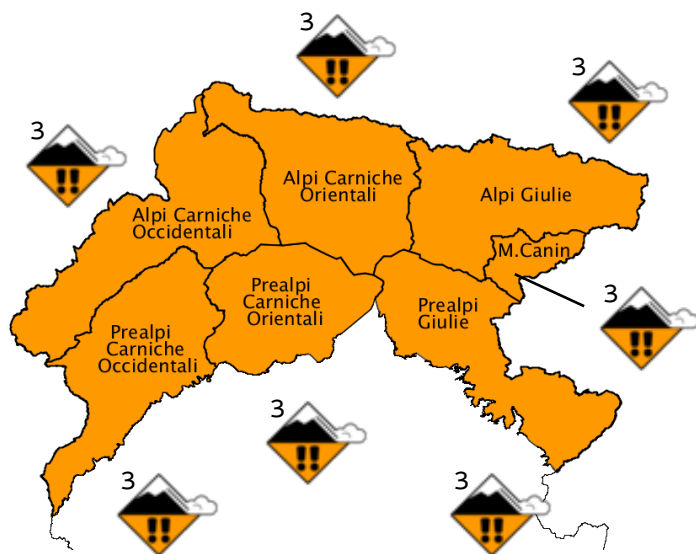 3
3
3
Alpi Carniche
Orientali
Alpi Giulie
Alpi Carniche
Occidentali
M.Canin
Prealpi
Carniche
Orientali
3
Prealpi
Giulie
Prealpi
Carniche
Occidentali
3
3
3